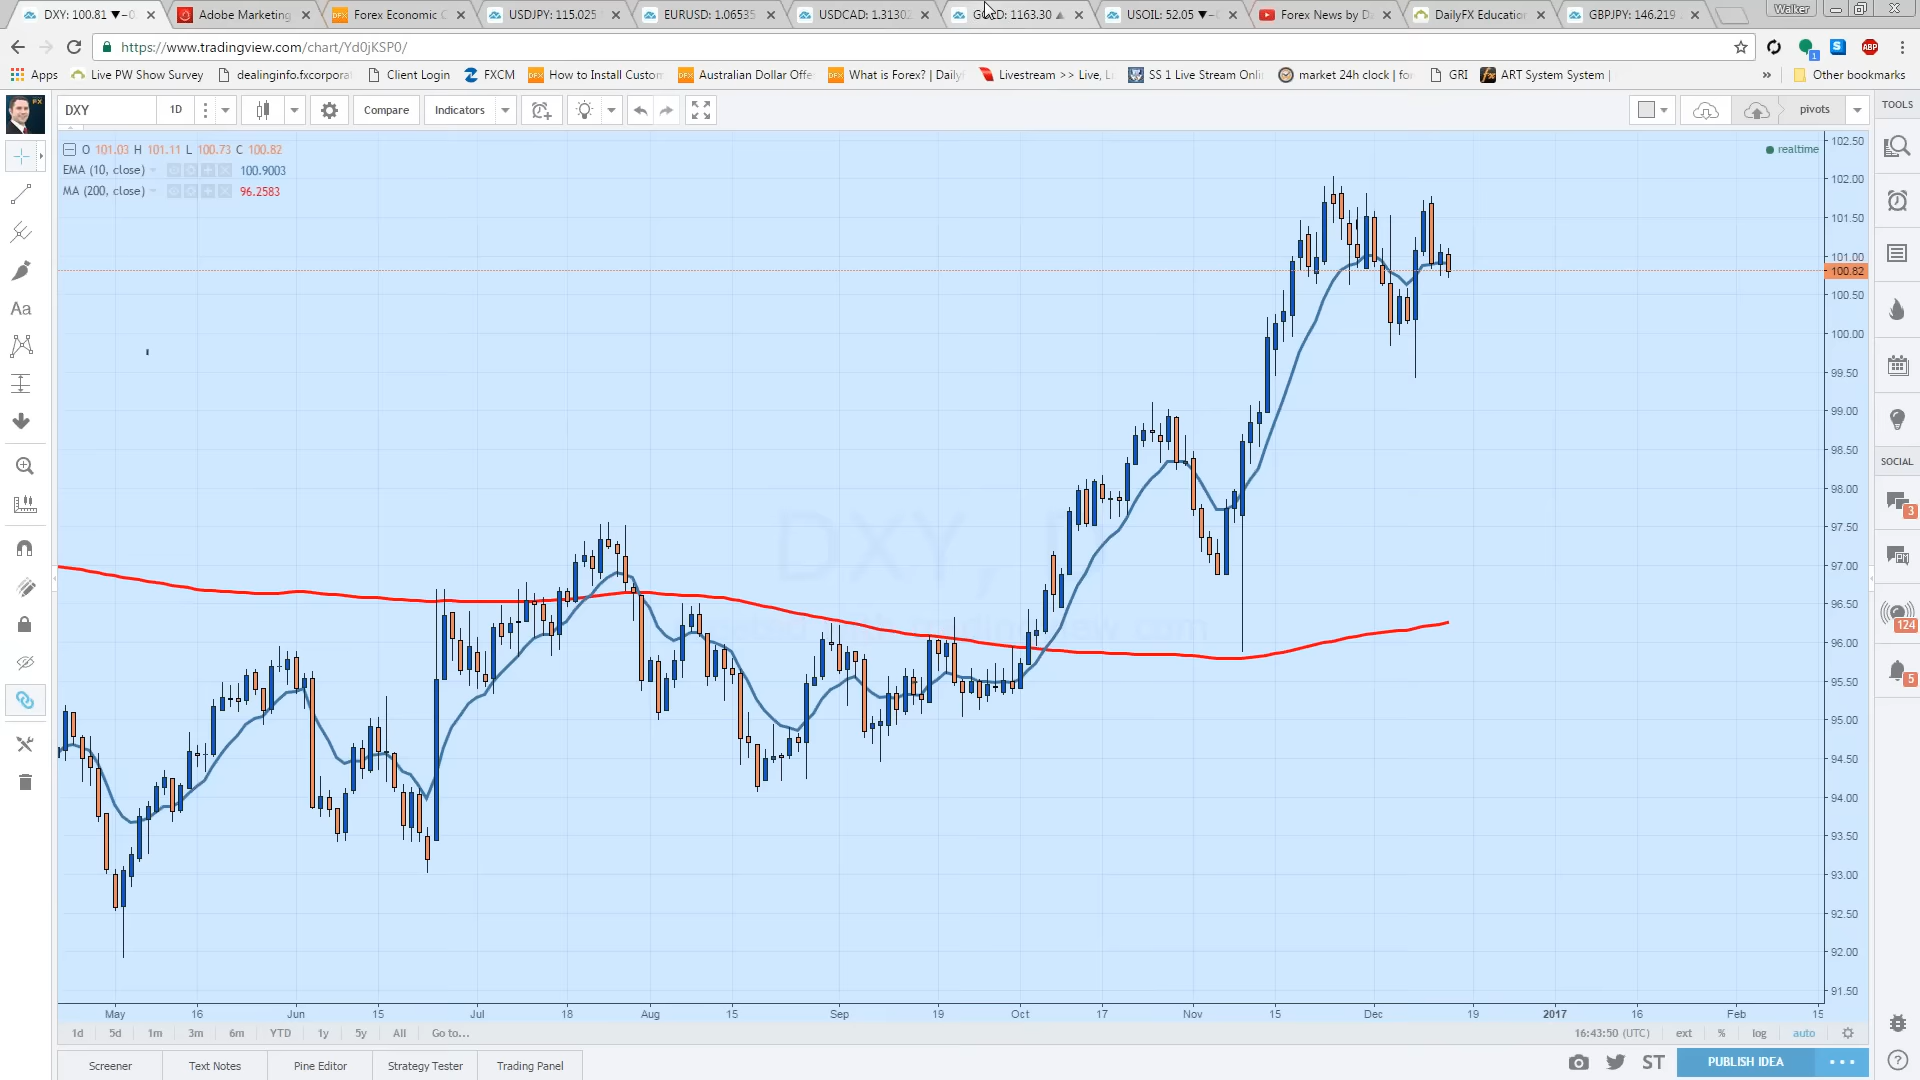 DXY: 100.81 ▼−0
Adobe Marketing
Forex Economic C
USDJPY: 115.025
EURUSD: 1.06535
USDCAD: 1.31302
1163.30 ▲
USOIL: 52.05 ▼−
Forex News by D
DailyFX Educatio
GBPJPY: 146.219
Walker
https://www.tradingview.com/chart/Yd0jKSP0/
Apps
Live PW Show Survey
dealinginfo.fxcorpora
Client Login
FXCM
How to Install Custom
Australian Dollar Offe
What is Forex? | Daily
Livestream >> Live, L
SS 1 Live Stream Onli
market 24h clock | fo
GRI
ART System System |
»
Other bookmarks
DXY
1D
Compare
Indicators
pivots
TOOLS
O 101.03 H 101.11 L 100.73 C 100.82
realtime
EMA (10, close) 100.9003
MA (200, close) 96.2583
102.50
102.00
101.50
101.00
100.82
100.50
100.00
99.50
99.00
98.50
98.00
97.50
97.00
96.50
96.00
95.50
95.00
94.50
94.00
93.50
93.00
92.50
92.00
91.50
Aa
DXY, D
SOCIAL
3
124
5
May 16 Jun 15 Jul 18 Aug 15 Sep 19 Oct 17 Nov 15 Dec 19 2017 16 Feb 15
1d 5d 1m 3m 6m YTD 1y 5y All Go to...
16:43:50 (UTC) ext % log auto
Screener
Text Notes
Pine Editor
Strategy Tester
Trading Panel
ST
PUBLISH IDEA